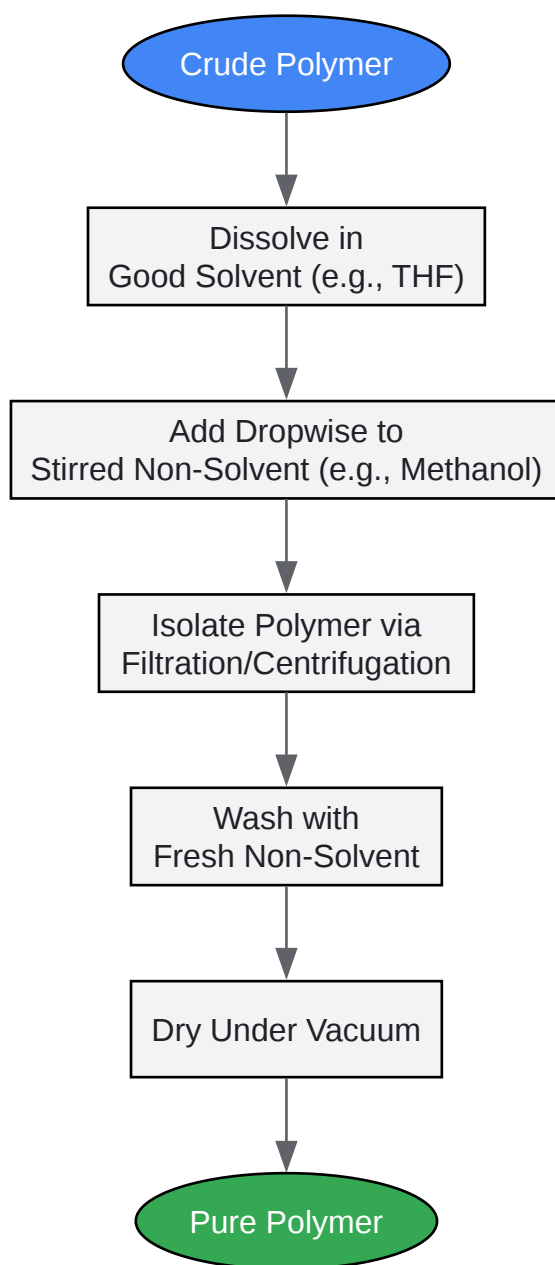 Crude Polymer
Dissolve in
Good Solvent (e.g., THF)
Add Dropwise to
Stirred Non-Solvent (e.g., Methanol)
Isolate Polymer via
Filtration/Centrifugation
Wash with
Fresh Non-Solvent
Dry Under Vacuum
Pure Polymer